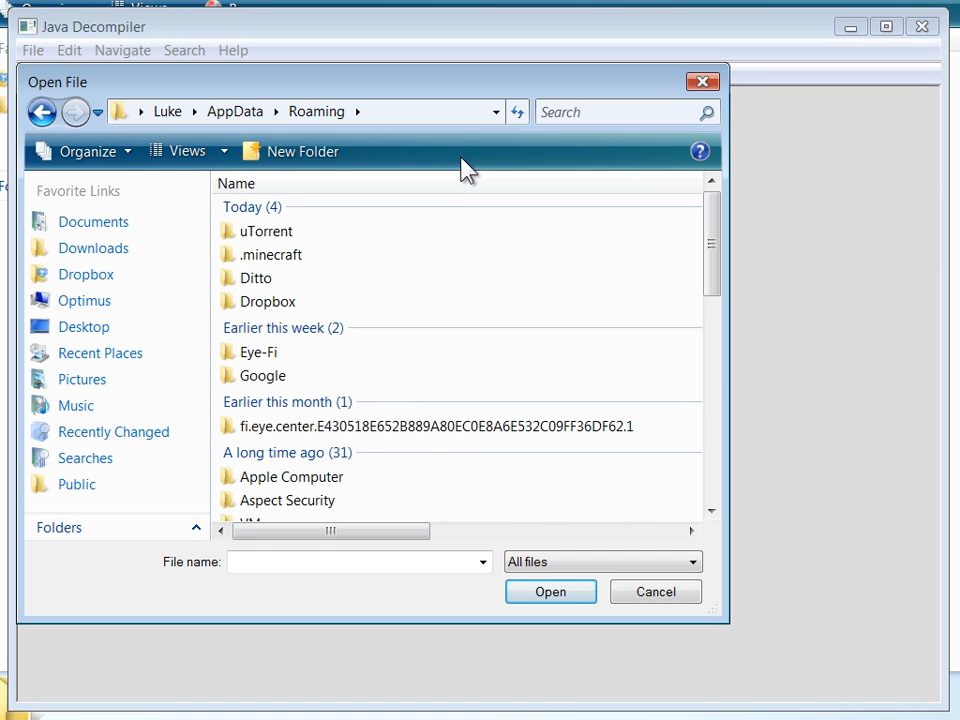 Java Decompiler
File Edit Navigate Search Help
Open File
Luke AppData Roaming Search
Organize Views New Folder
Favorite Links
Documents
Downloads
Dropbox
Optimus
Desktop
Recent Places
Pictures
Music
Recently Changed
Searches
Public
Folders
Name
Today (4)
uTorrent
.minecraft
Ditto
Dropbox
Earlier this week (2)
Eye-Fi
Google
Earlier this month (1)
fi.eye.center.E430518E652B889A80EC0E8A6E532C09FF36DF62.1
A long time ago (31)
Apple Computer
Aspect Security
File name: All files
Open Cancel